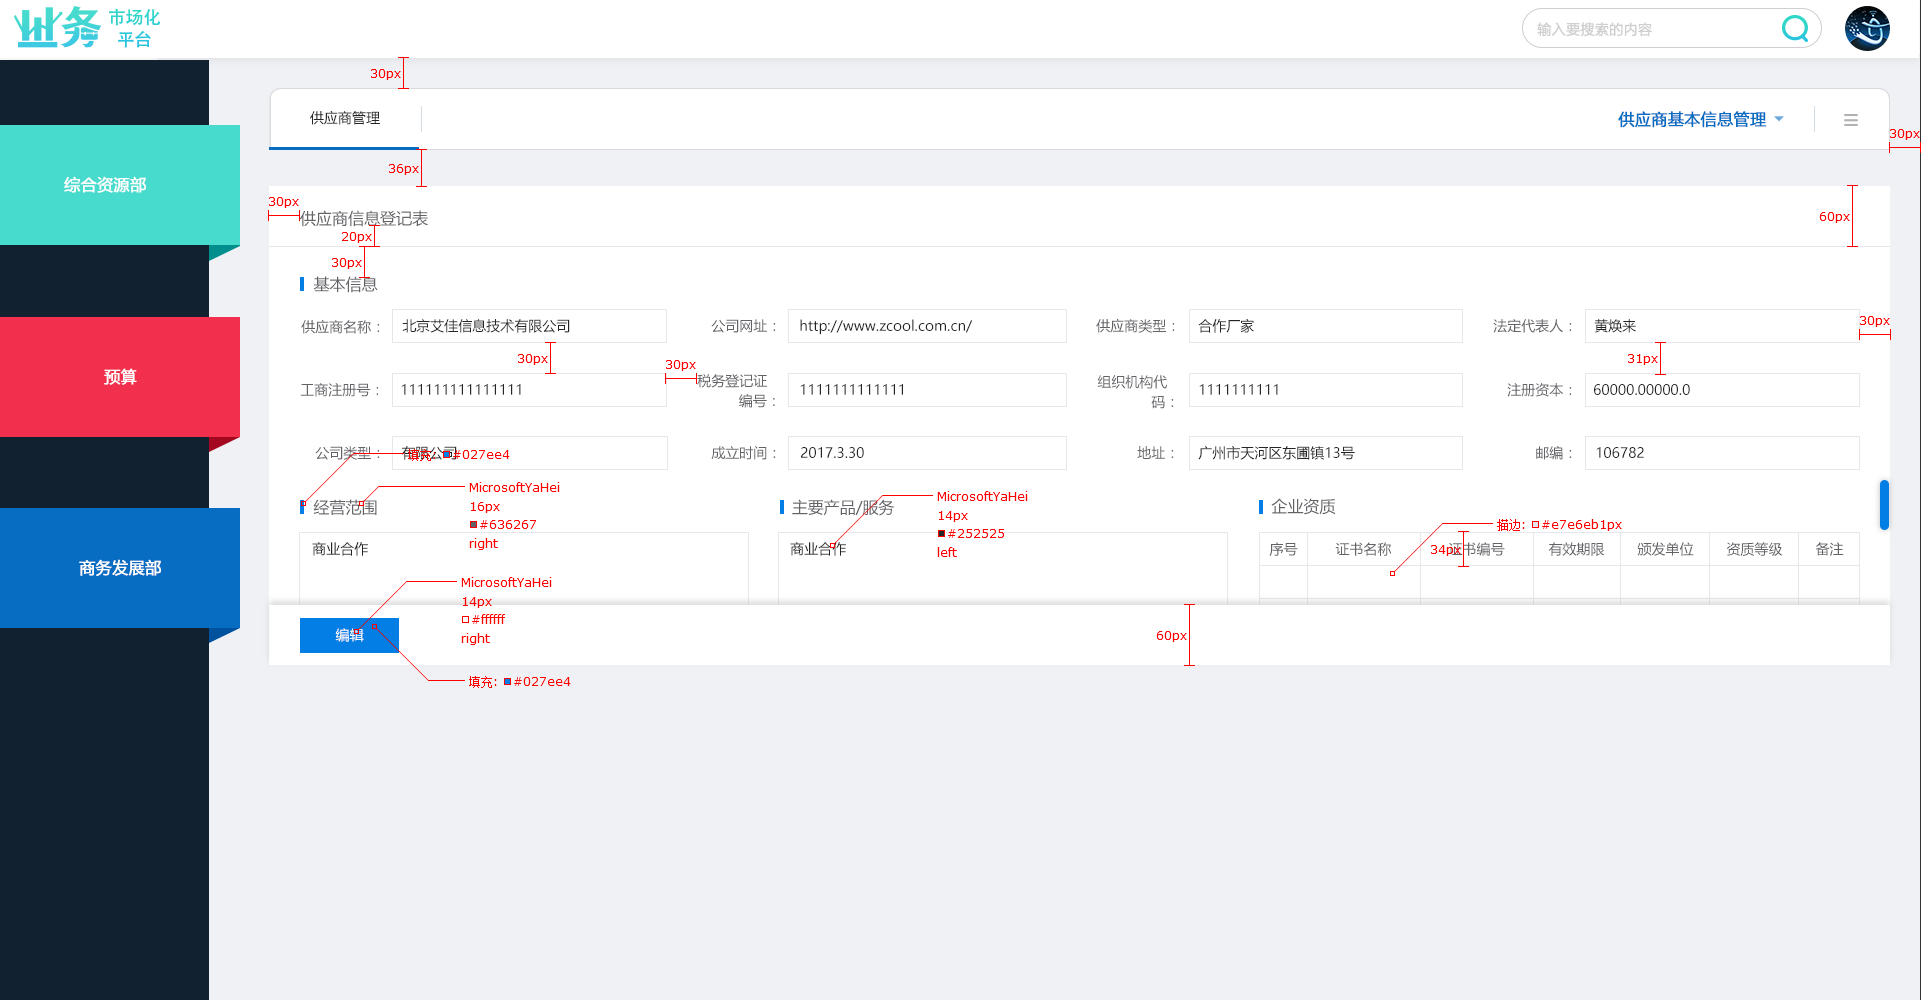 业务 市场化
平台
输入要搜索的内容
30px
供应商管理
供应商基本信息管理
30px
36px
综合资源部
30px
供应商信息登记表
60px
20px
30px
基本信息
供应商名称：
北京艾佳信息技术有限公司
公司网址：
http://www.zcool.com.cn/
供应商类型：
合作厂家
法定代表人：
黄焕来
30px
30px
30px
31px
预算
工商注册号：
111111111111111
税务登记证
编号：
1111111111111
组织机构代
码：
1111111111
注册资本：
60000.00000.0
公司类型：
有限公司
填充: #027ee4
成立时间：
2017.3.30
地址：
广州市天河区东圃镇13号
邮编：
106782
经营范围
MicrosoftYaHei
16px
#636267
right
主要产品/服务
MicrosoftYaHei
14px
#252525
left
企业资质
描边: #e7e6eb1px
商业合作
商业合作
序号
证书名称
证书编号
34px
有效期限
颁发单位
资质等级
备注
商务发展部
MicrosoftYaHei
14px
#ffffff
right
编辑
60px
填充: #027ee4